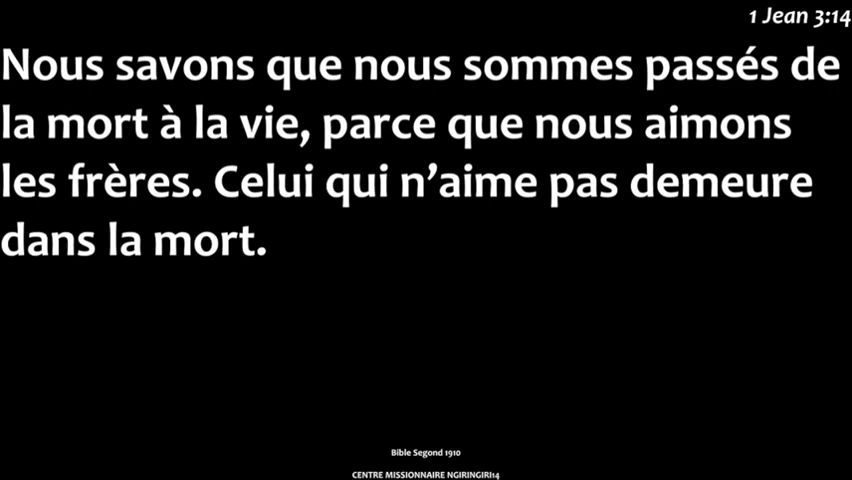 1 Jean 3:14
Nous savons que nous sommes passés de
la mort à la vie, parce que nous aimons
les frères. Celui qui n’aime pas demeure
dans la mort.
Bible Segond 1910
CENTRE MISSIONNAIRE NGIRINGIRI14